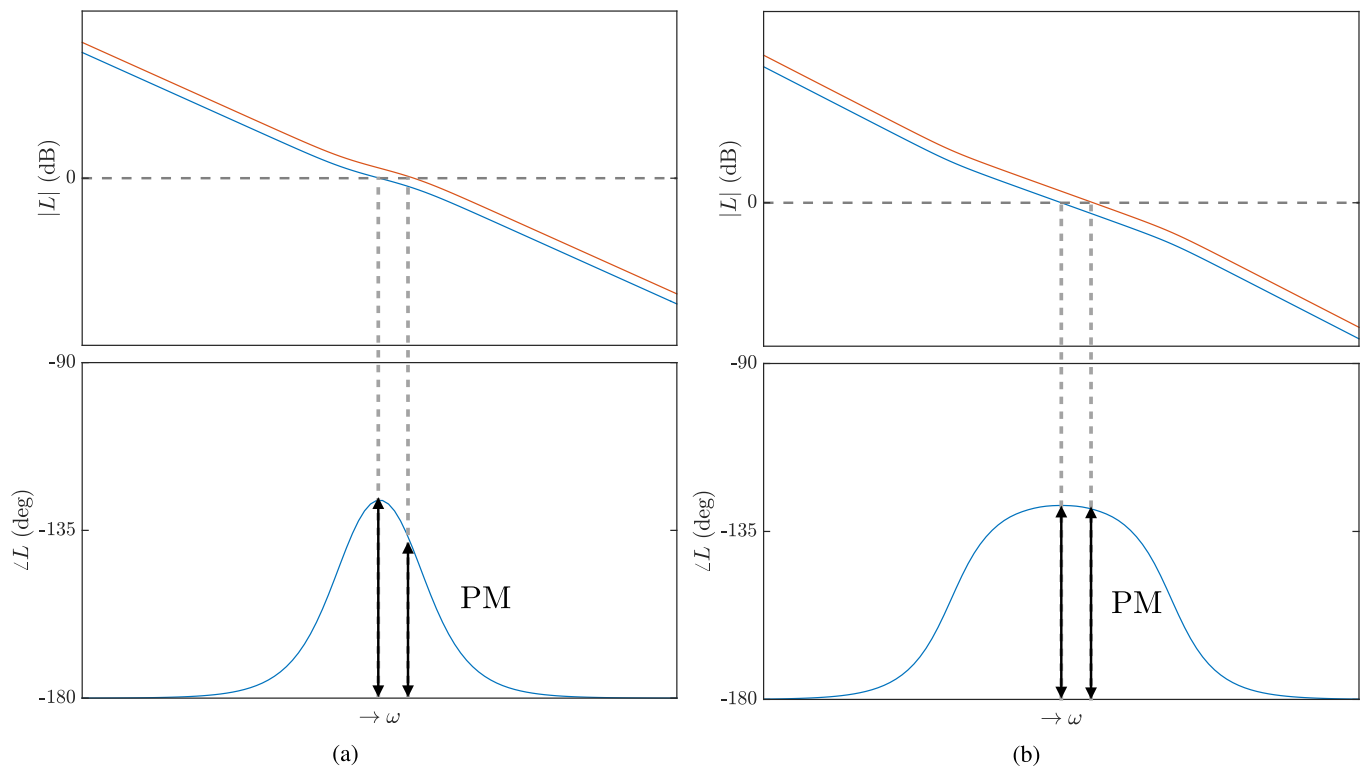 |L| (dB)
0
-90
-135
-180
∠L (deg)
PM
→ ω
(a)
|L| (dB)
0
-90
-135
-180
∠L (deg)
PM
→ ω
(b)